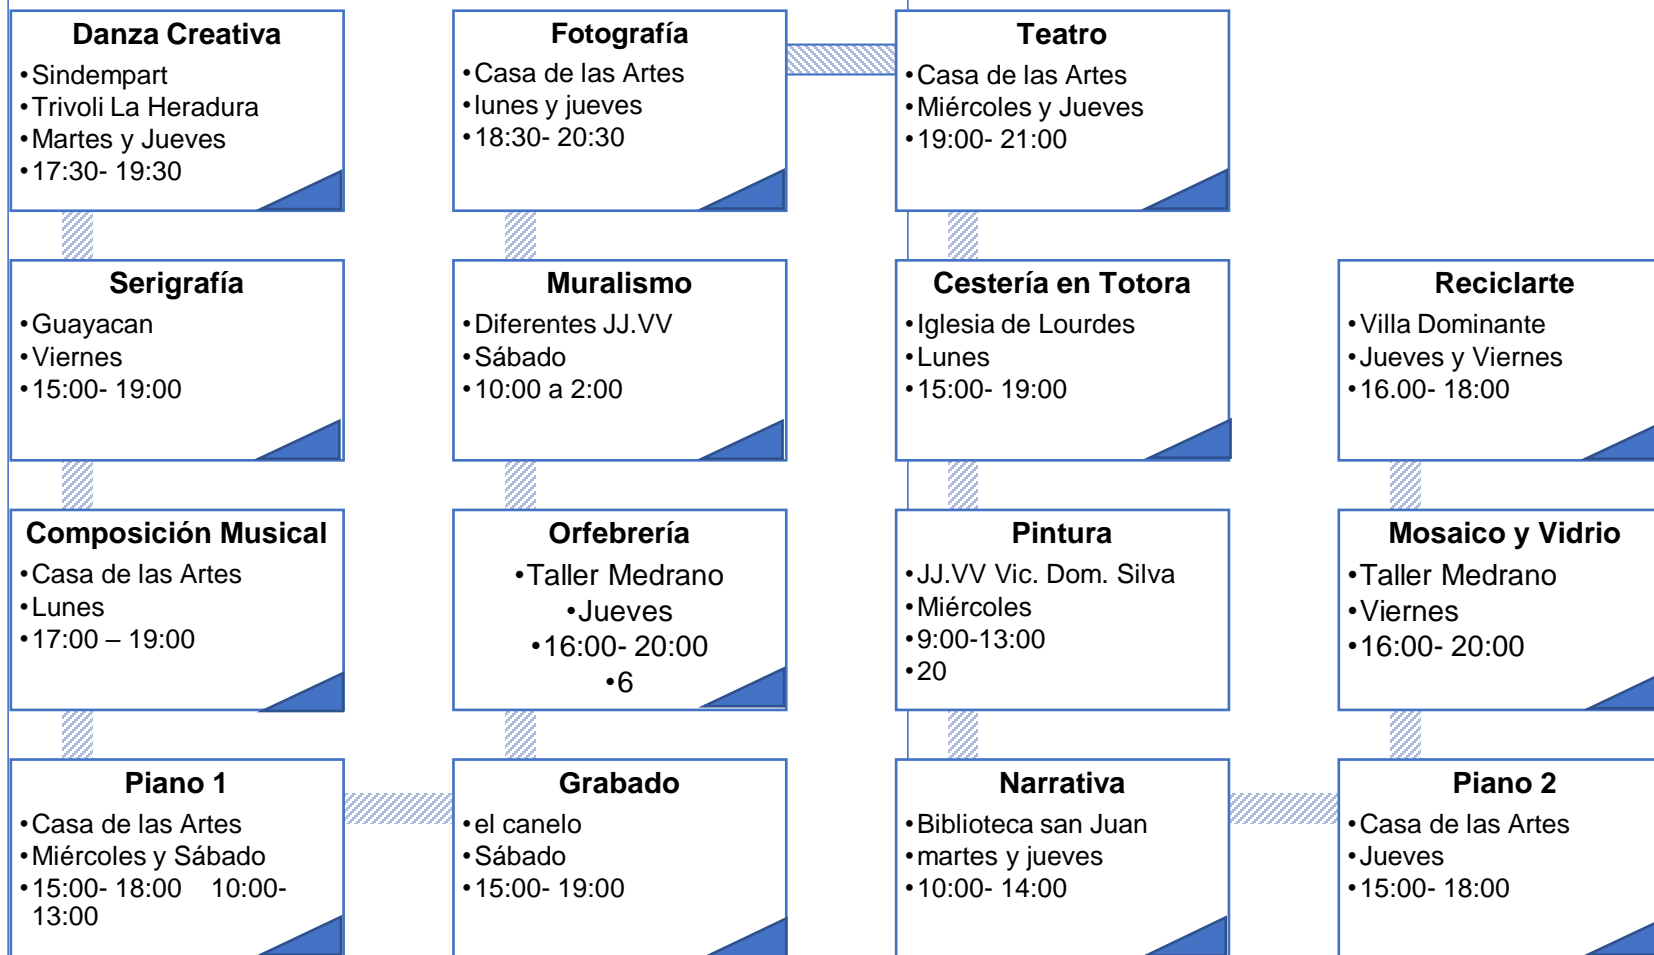 Danza Creativa
•Sindempart
•Trivoli La Heradura
•Martes y Jueves
•17:30- 19:30
Serigrafía
•Guayacan
•Viernes
•15:00- 19:00
Composición Musical
•Casa de las Artes
•Lunes
•17:00 – 19:00
Piano 1
•Casa de las Artes
•Miércoles y Sábado
•15:00- 18:00 10:00-
13:00
Grabado
•el canelo
•Sábado
•15:00- 19:00
Orfebrería
•Taller Medrano
•Jueves
•16:00- 20:00
•6
Muralismo
•Diferentes JJ.VV
•Sábado
•10:00 a 2:00
Fotografía
•Casa de las Artes
•lunes y jueves
•18:30- 20:30
Teatro
•Casa de las Artes
•Miércoles y Jueves
•19:00- 21:00
Cestería en Totora
•Iglesia de Lourdes
•Lunes
•15:00- 19:00
Pintura
•JJ.VV Vic. Dom. Silva
•Miércoles
•9:00-13:00
•20
Narrativa
•Biblioteca san Juan
•martes y jueves
•10:00- 14:00
Piano 2
•Casa de las Artes
•Jueves
•15:00- 18:00
Mosaico y Vidrio
•Taller Medrano
•Viernes
•16:00- 20:00
Reciclarte
•Villa Dominante
•Jueves y Viernes
•16.00- 18:00